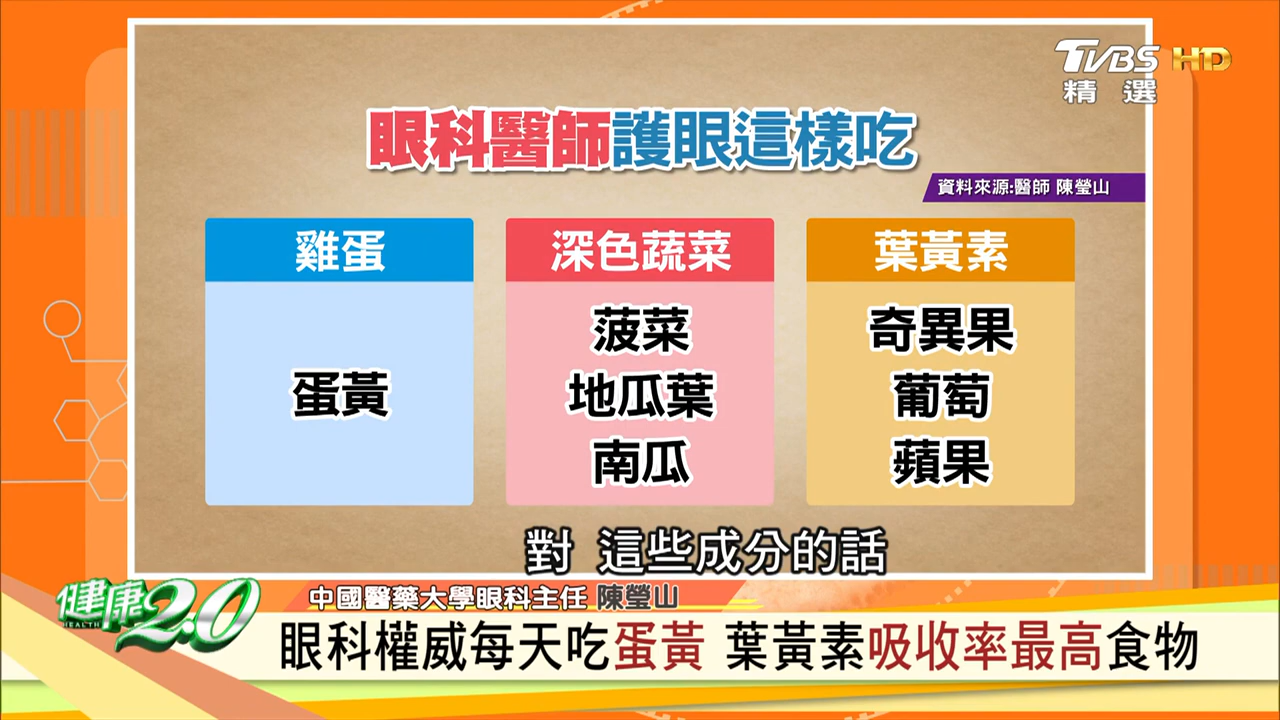 TVBS HD
精選
眼科醫師護眼這樣吃
資料來源:醫師 陳瑩山
雞蛋
蛋黃
深色蔬菜
菠菜
地瓜葉
南瓜
葉黃素
奇異果
葡萄
蘋果
對 這些成分的話
健康2.0
HEALTH
中國醫藥大學眼科主任 陳瑩山
眼科權威每天吃蛋黃 葉黃素吸收率最高食物